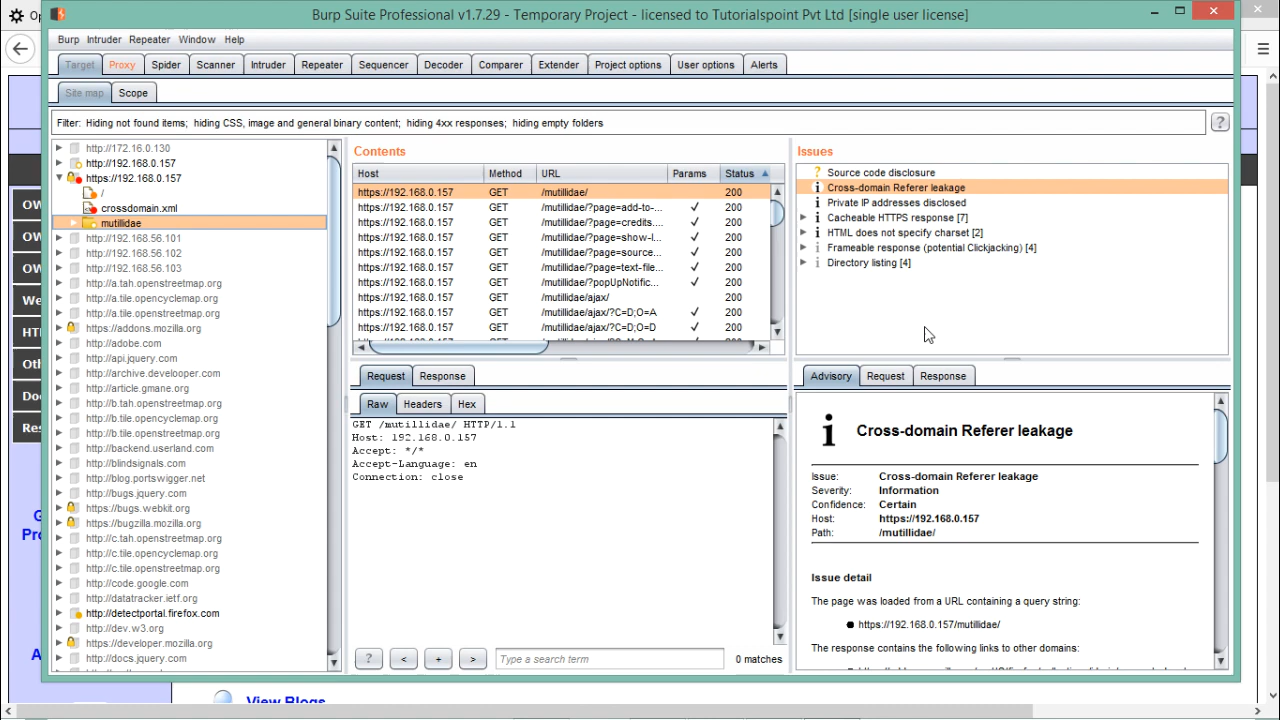 Op
Burp Suite Professional v1.7.29 - Temporary Project - licensed to Tutorialspoint Pvt Ltd [single user license]
Burp Intruder Repeater Window Help
Target Proxy Spider Scanner Intruder Repeater Sequencer Decoder Comparer Extender Project options User options Alerts
Site map Scope
Filter: Hiding not found items; hiding CSS, image and general binary content; hiding 4xx responses; hiding empty folders
?
http://172.16.0.130
http://192.168.0.157
https://192.168.0.157
/
crossdomain.xml
mutillidae
http://192.168.56.101
http://192.168.56.102
http://192.168.56.103
http://a.tah.openstreetmap.org
http://a.tile.opencyclemap.org
http://a.tile.openstreetmap.org
https://addons.mozilla.org
http://adobe.com
http://api.jquery.com
http://archive.develooper.com
http://article.gmane.org
http://b.tah.openstreetmap.org
http://b.tile.opencyclemap.org
http://b.tile.openstreetmap.org
http://backend.userland.com
http://blindsignals.com
http://blog.portswigger.net
http://bugs.jquery.com
https://bugs.webkit.org
https://bugzilla.mozilla.org
http://c.tah.openstreetmap.org
http://c.tile.opencyclemap.org
http://c.tile.openstreetmap.org
http://code.google.com
http://datatracker.ietf.org
http://detectportal.firefox.com
http://dev.w3.org
https://developer.mozilla.org
http://docs.jquery.com
Contents
Host Method URL Params Status
https://192.168.0.157 GET /mutillidae/ 200
https://192.168.0.157 GET /mutillidae/?page=add-to-... ✓ 200
https://192.168.0.157 GET /mutillidae/?page=credits.... ✓ 200
https://192.168.0.157 GET /mutillidae/?page=show-l... ✓ 200
https://192.168.0.157 GET /mutillidae/?page=source... ✓ 200
https://192.168.0.157 GET /mutillidae/?page=text-file... ✓ 200
https://192.168.0.157 GET /mutillidae/?popUpNotific... ✓ 200
https://192.168.0.157 GET /mutillidae/ajax/ 200
https://192.168.0.157 GET /mutillidae/ajax/?C=D;O=A ✓ 200
https://192.168.0.157 GET /mutillidae/ajax/?C=D;O=D ✓ 200
Request Response
Raw Headers Hex
GET /mutillidae/ HTTP/1.1
Host: 192.168.0.157
Accept: */*
Accept-Language: en
Connection: close
? < + > Type a search term 0 matches
Issues
? Source code disclosure
i Cross-domain Referer leakage
i Private IP addresses disclosed
i Cacheable HTTPS response [7]
i HTML does not specify charset [2]
i Frameable response (potential Clickjacking) [4]
i Directory listing [4]
Advisory Request Response
i Cross-domain Referer leakage
Issue: Cross-domain Referer leakage
Severity: Information
Confidence: Certain
Host: https://192.168.0.157
Path: /mutillidae/
Issue detail
The page was loaded from a URL containing a query string:
https://192.168.0.157/mutillidae/
The response contains the following links to other domains:
OW
OW
OW
We
HT
Oth
Do
Res
G
Pro
A
View Blogs